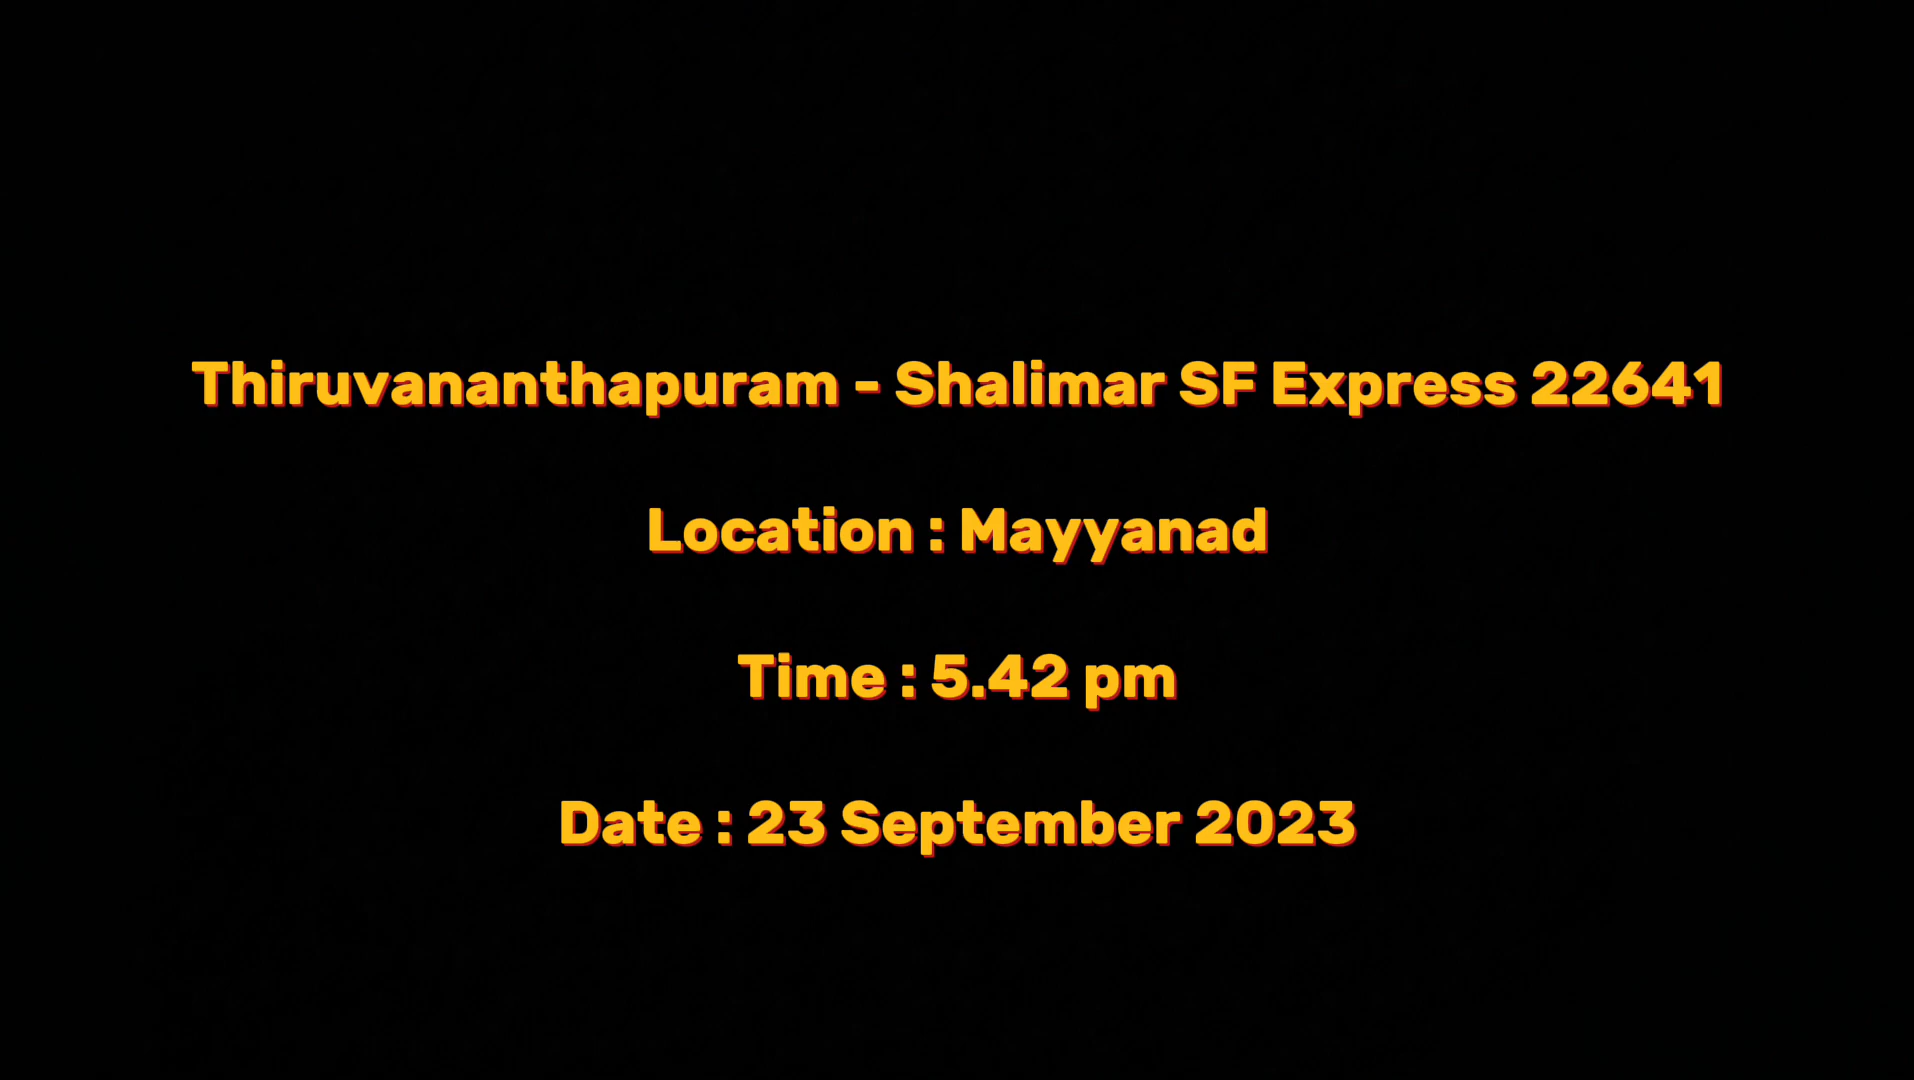 Thiruvananthapuram - Shalimar SF Express 22641
Location : Mayyanad
Time : 5.42 pm
Date : 23 September 2023